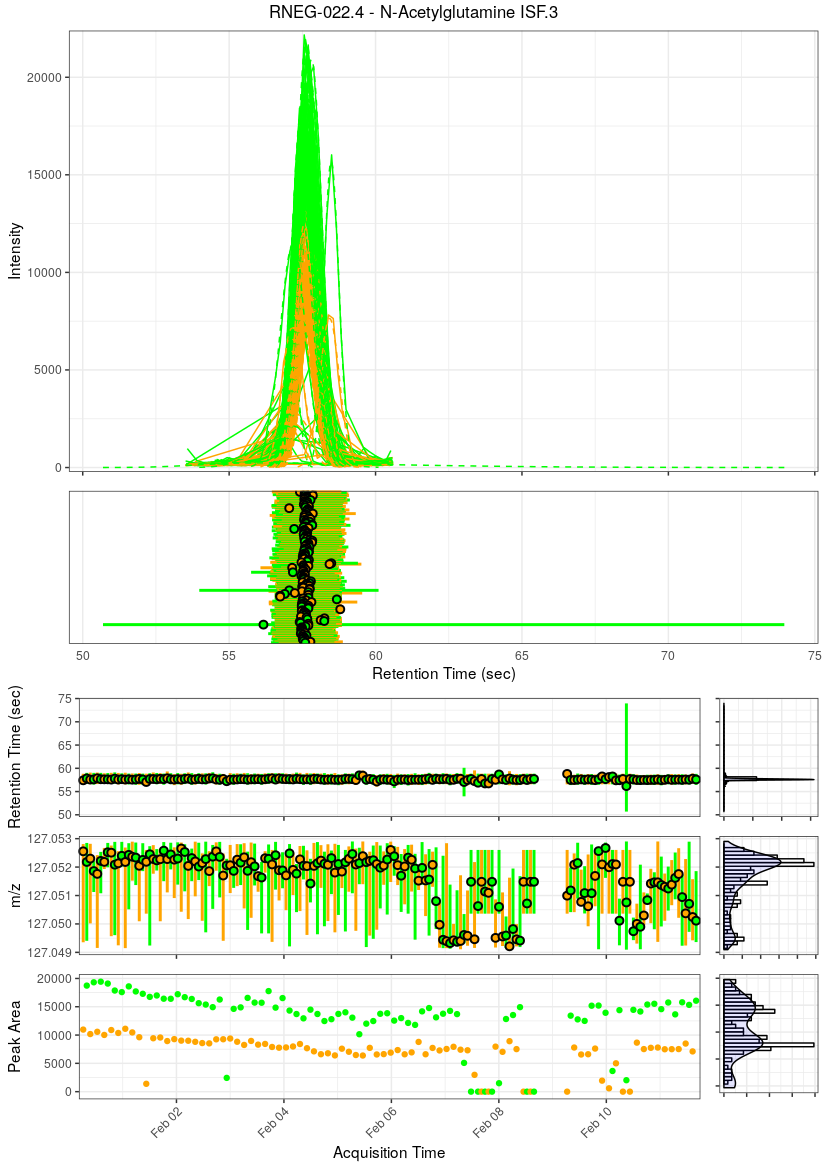 RNEG-022.4 - N-Acetylglutamine ISF.3
20000
15000
10000
5000
0
Intensity
50
55
60
65
70
75
Retention Time (sec)
75
70
65
60
55
50
Retention Time (sec)
127.053
127.052
127.051
127.050
127.049
m/z
20000
15000
10000
5000
0
Peak Area
Feb 02
Feb 04
Feb 06
Feb 08
Feb 10
Acquisition Time